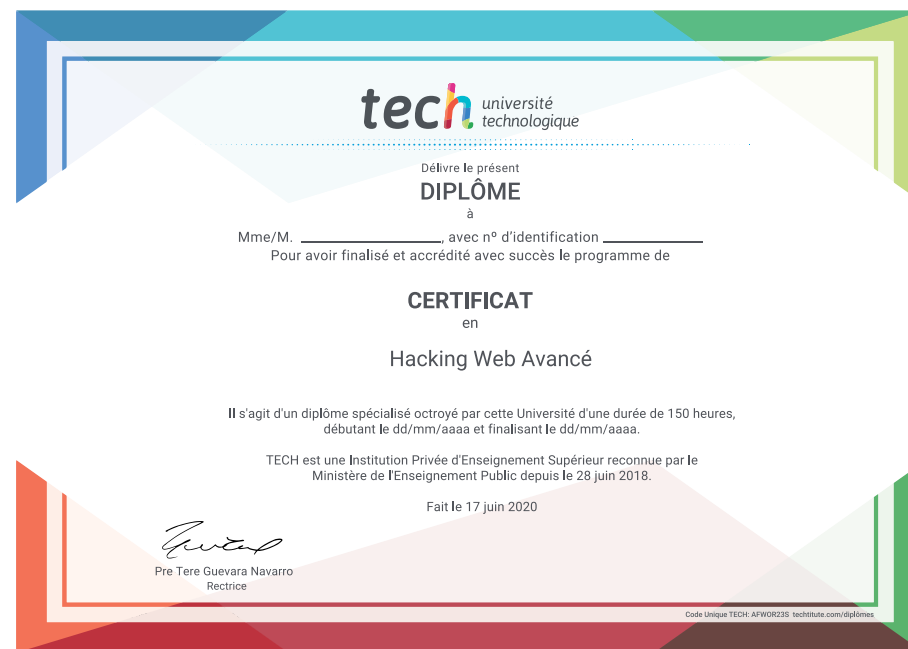 tech université
technologique
Délivre le présent
DIPLÔME
à
Mme/M. ____________________, avec nº d'identification ______________
Pour avoir finalisé et accrédité avec succès le programme de
CERTIFICAT
en
Hacking Web Avancé
Il s'agit d'un diplôme spécialisé octroyé par cette Université d'une durée de 150 heures,
débutant le dd/mm/aaaa et finalisant le dd/mm/aaaa.
TECH est une Institution Privée d'Enseignement Supérieur reconnue par le
Ministère de l'Enseignement Public depuis le 28 juin 2018.
Fait le 17 juin 2020
Pre Tere Guevara Navarro
Rectrice
Code Unique TECH: AFWOR23S techtitute.com/diplômes